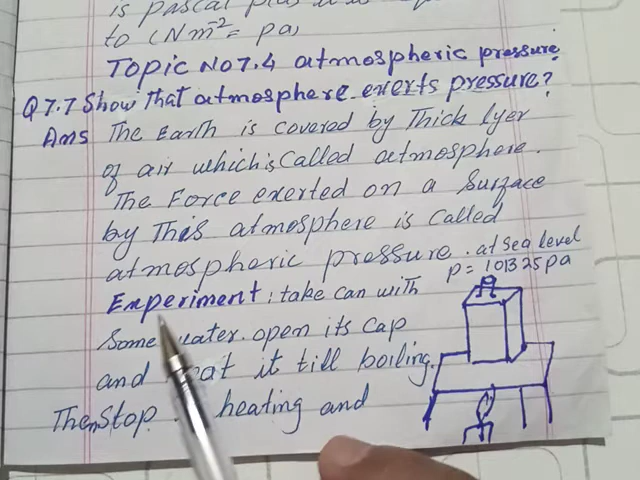 is pascal
to (Nm⁻² = pa)
Topic No 7.4 atmospheric pressure
Q 7.7 Show That atmosphere exerts pressure?
Ans The Earth is covered by Thick lyer
of air which is Called atmosphere.
The Force exerted on a Surface
by This atmosphere is called
atmospheric pressure. at sea level
P = 101325 pa
Experiment: take can with
Some water. open its cap
and it till boiling.
Then Stop heating and